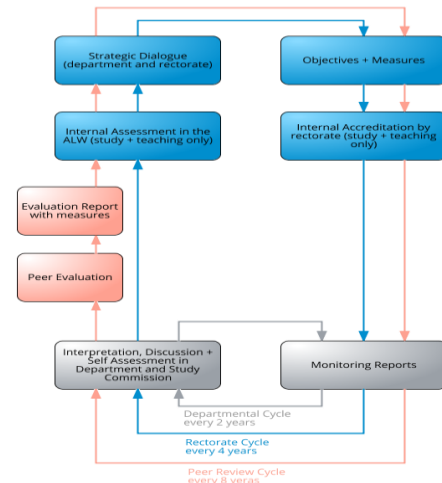 Strategic Dialogue
(department and rectorate)
Objectives + Measures
Internal Assessment in the
ALW (study + teaching only)
Internal Accreditation by
rectorate (study + teaching
only)
Evaluation Report
with measures
Peer Evaluation
Interpretation, Discussion +
Self Assessment in
Department and Study
Commission
Monitoring Reports
Departmental Cycle
every 2 years
Rectorate Cycle
every 4 years
Peer Review Cycle
every 8 veras